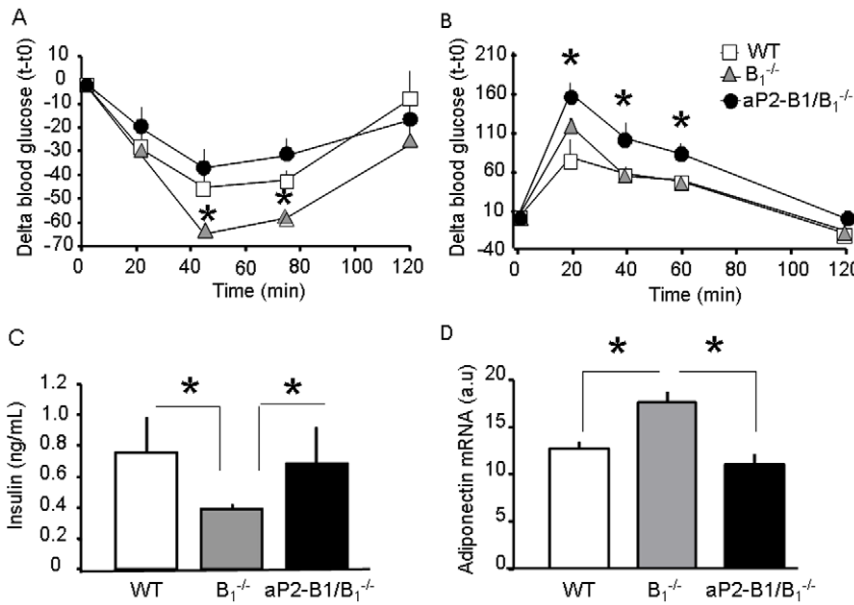 A
Delta blood glucose (t-t0)
10
0
-10
-20
-30
-40
-50
-60
-70
*
*
0
20
40
60
80
100
120
Time (min)
B
Delta blood glucose (t-t0)
210
160
110
60
10
-40
*
*
*
WT
B₁⁻/⁻
aP2-B1/B₁⁻/⁻
0
20
40
60
80
100
120
Time (min)
C
Insulin (ng/mL)
1.2
1.0
0.8
0.6
0.4
0.2
0
*
*
WT
B₁⁻/⁻
aP2-B1/B₁⁻/⁻
D
Adiponectin mRNA (a.u)
20
15
10
5
0
*
*
WT
B₁⁻/⁻
aP2-B1/B₁⁻/⁻